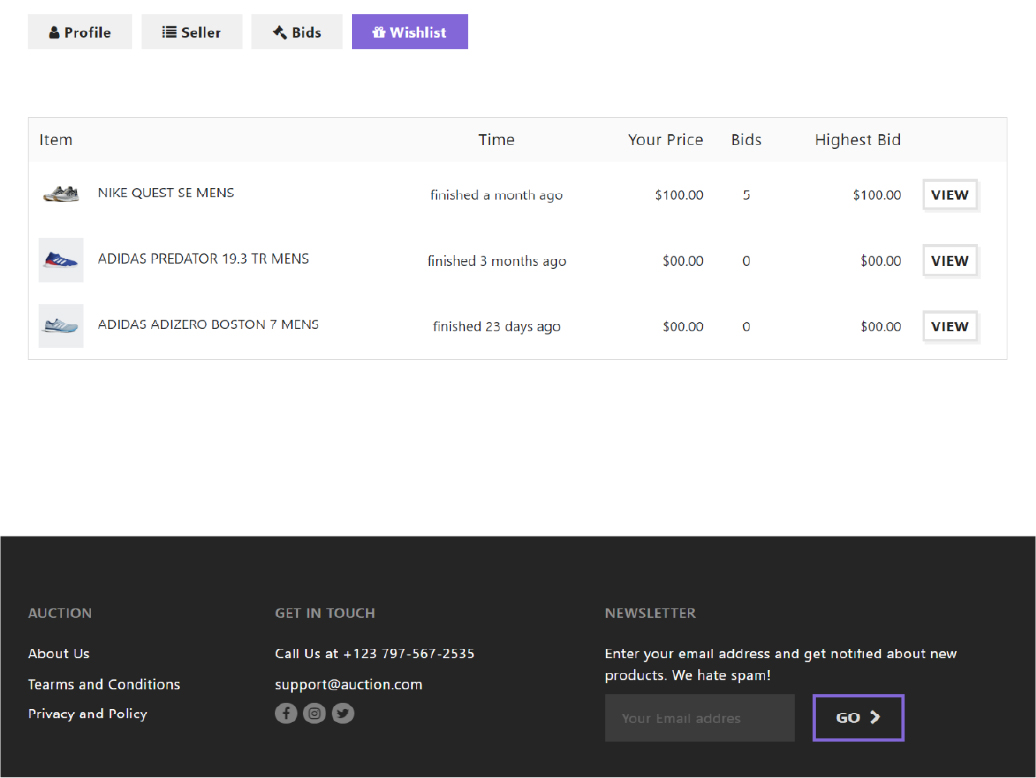 Profile Seller Bids Wishlist
Item Time Your Price Bids Highest Bid
NIKE QUEST SE MENS finished a month ago $100.00 5 $100.00 VIEW
ADIDAS PREDATOR 19.3 TR MENS finished 3 months ago $00.00 0 $00.00 VIEW
ADIDAS ADIZERO BOSTON 7 MENS finished 23 days ago $00.00 0 $00.00 VIEW
AUCTION
About Us
Tearms and Conditions
Privacy and Policy
GET IN TOUCH
Call Us at +123 797-567-2535
support@auction.com
NEWSLETTER
Enter your email address and get notified about new
products. We hate spam!
Your Email addres
GO